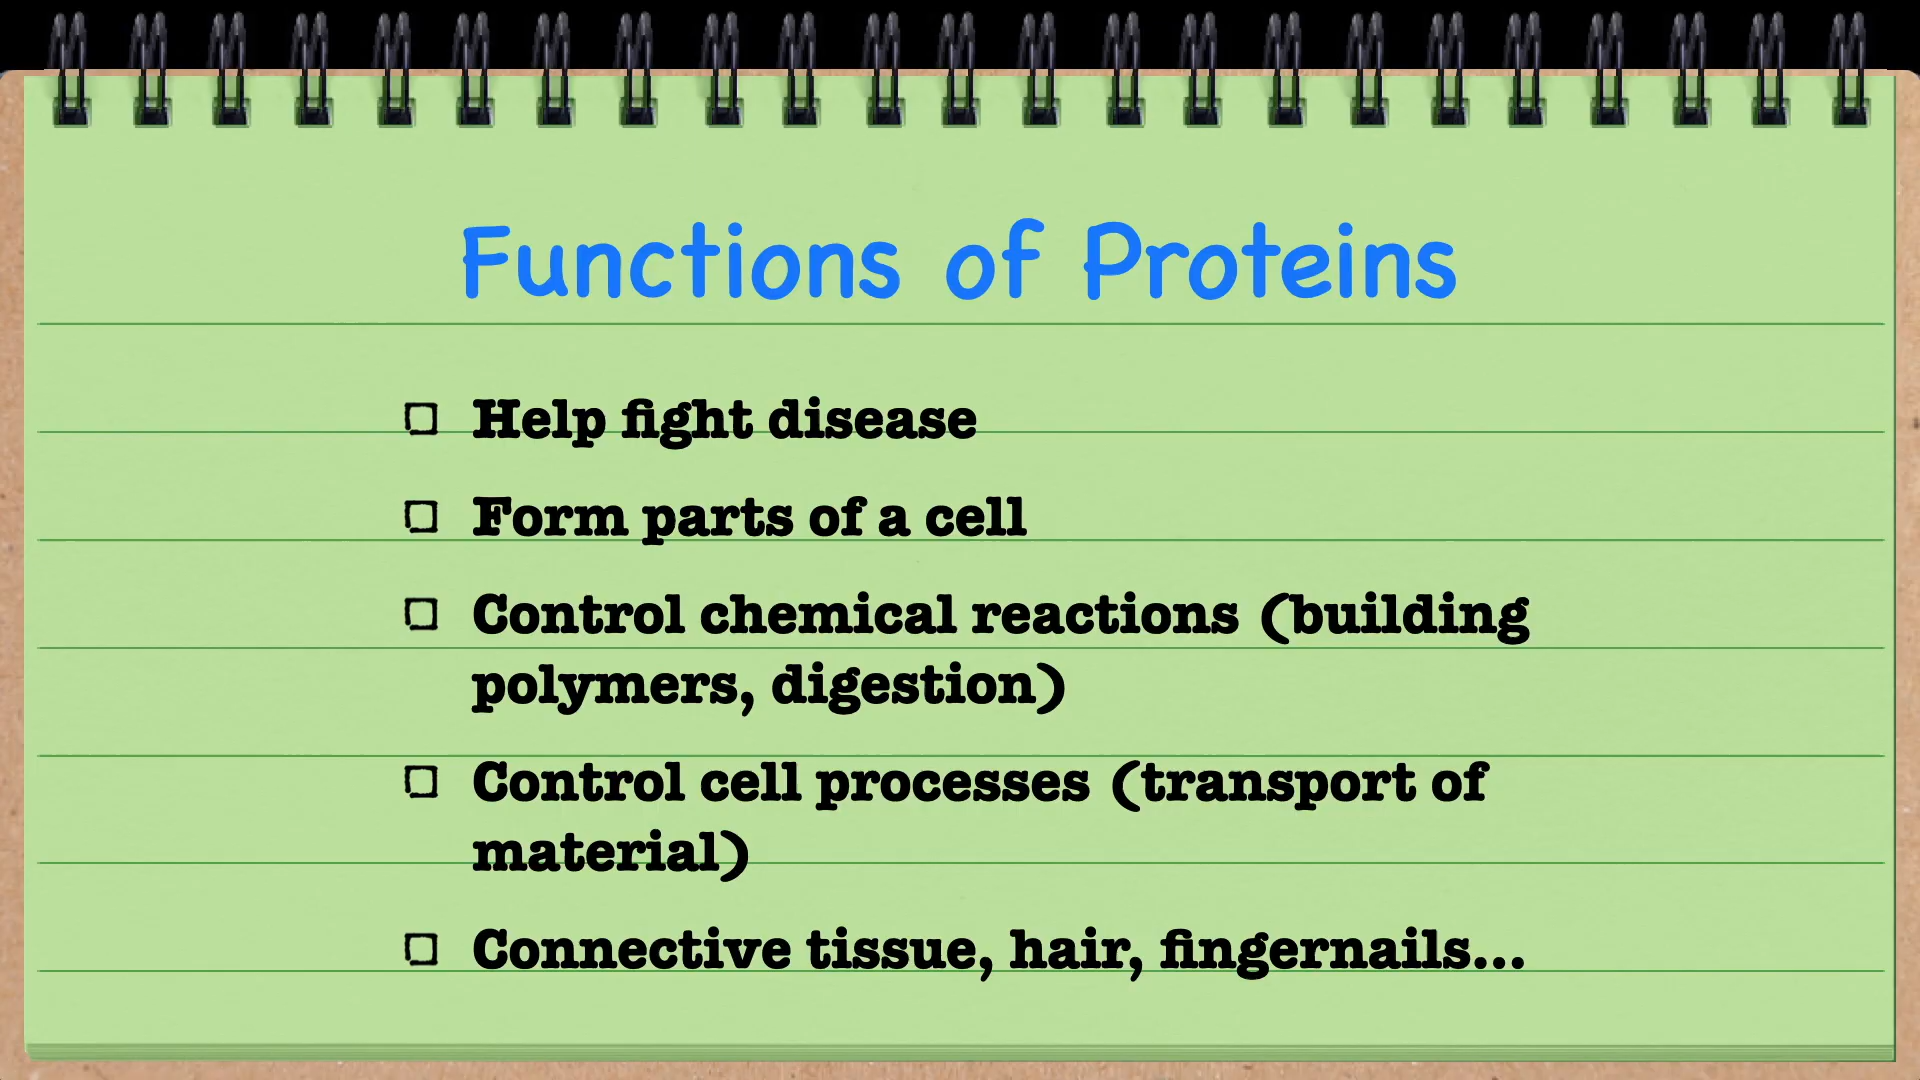 Functions of Proteins
Help fight disease
Form parts of a cell
Control chemical reactions (building
polymers, digestion)
Control cell processes (transport of
material)
Connective tissue, hair, fingernails...